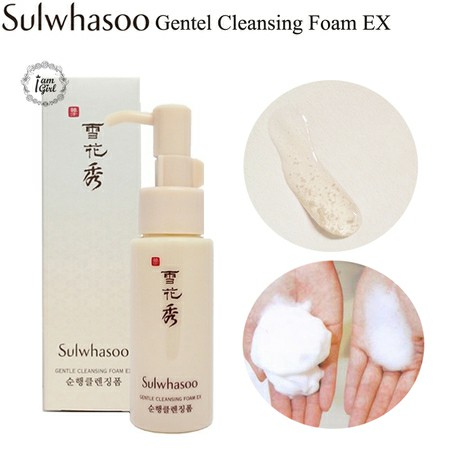 Sulwhasoo Gentel Cleansing Foam EX
I am
Girl
雪
花
秀
Sulwhasoo
GENTLE CLEANSING FOAM EX
순행클렌징폼
雪
花
秀
Sulwhasoo
GENTLE CLEANSING FOAM EX
순행클렌징폼